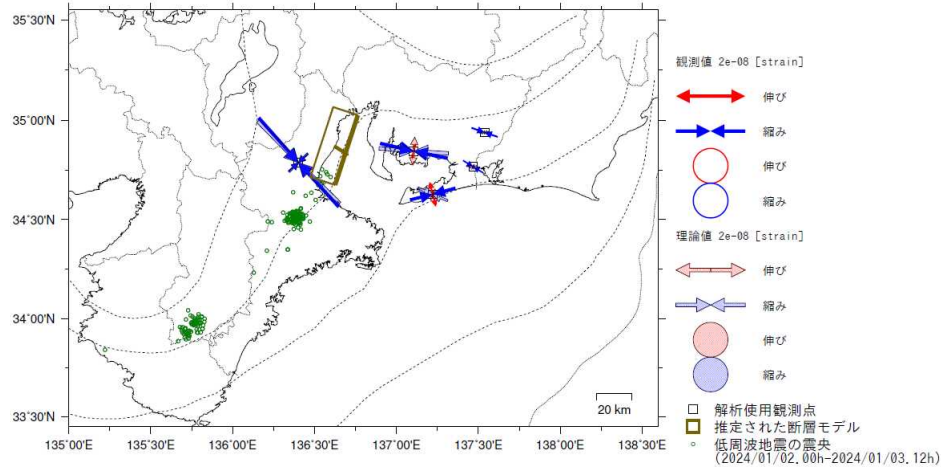 35°30'N
35°00'N
34°30'N
34°00'N
33°30'N
135°00'E
135°30'E
136°00'E
136°30'E
137°00'E
137°30'E
138°00'E
138°30'E
20 km
観測値 2e-08 [strain]
伸び
縮み
伸び
縮み
理論値 2e-08 [strain]
伸び
縮み
伸び
縮み
解析使用観測点
推定された断層モデル
低周波地震の震央
(2024/01/02.00h-2024/01/03.12h)